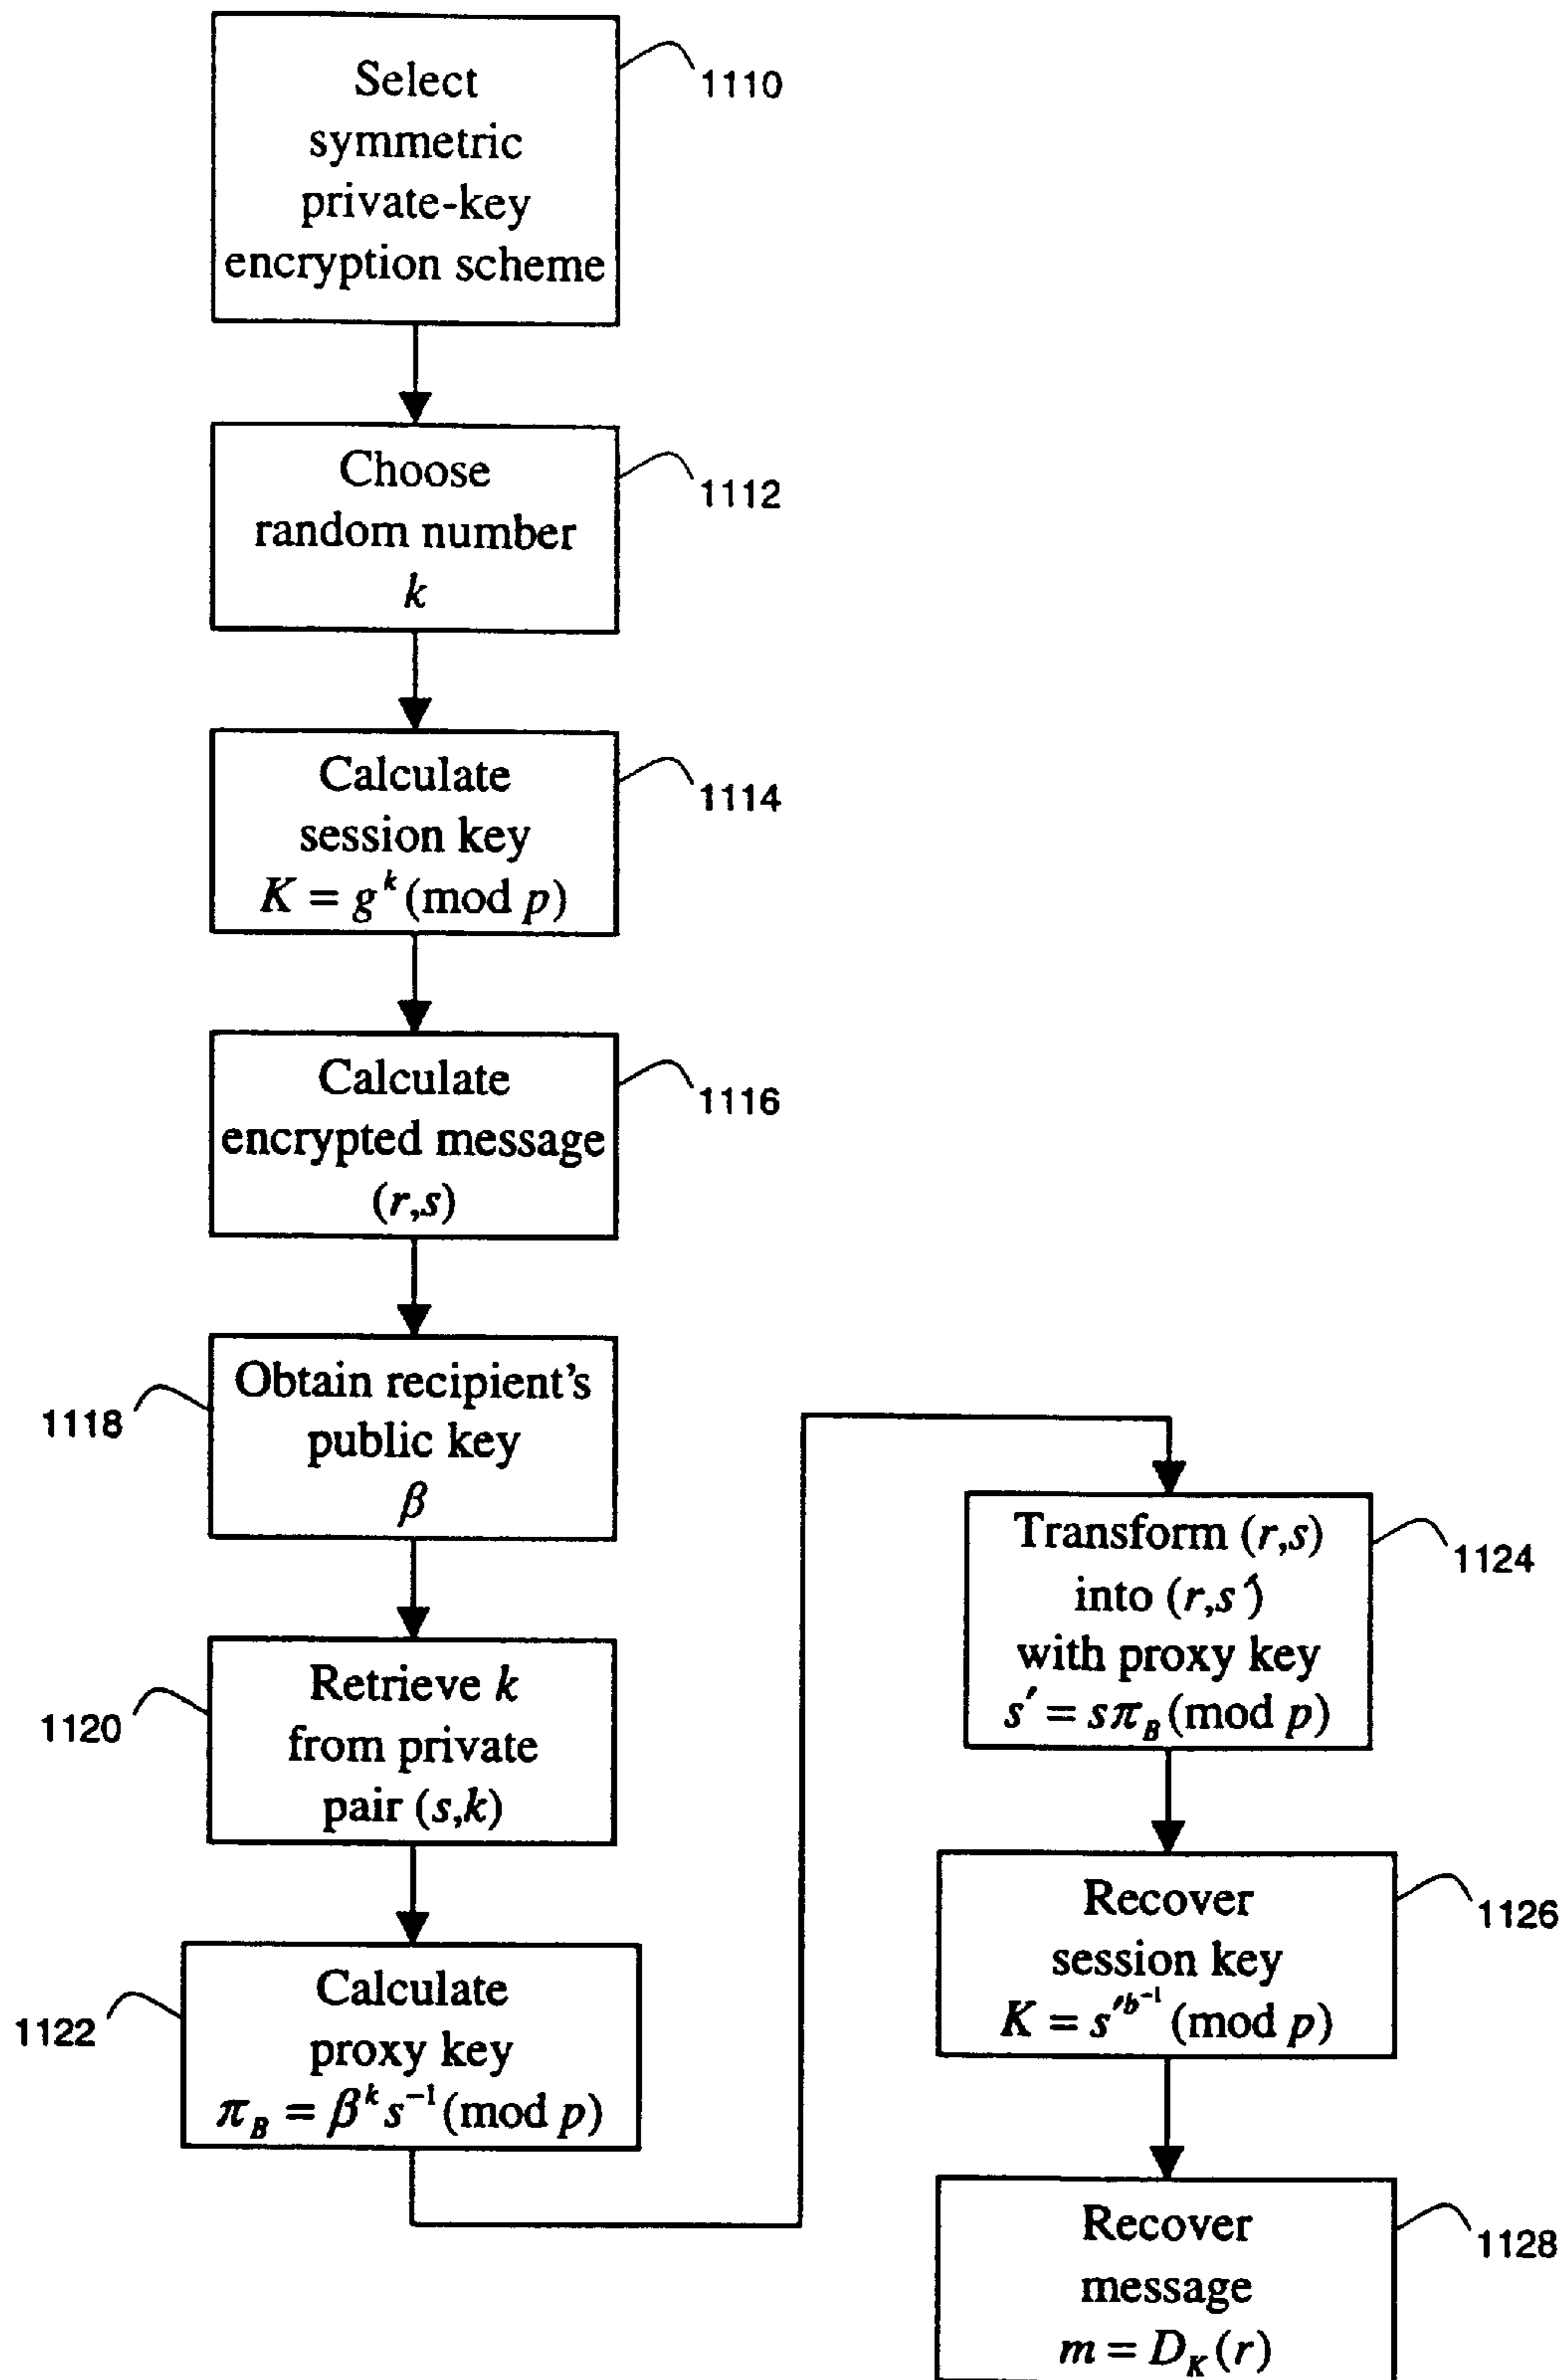 Select
symmetric
private-key
encryption scheme
1110
Choose
random number
k
1112
Calculate
session key
K = g^k (mod p)
1114
Calculate
encrypted message
(r,s)
1116
Obtain recipient's
public key
β
1118
Retrieve k
from private
pair (s,k)
1120
Calculate
proxy key
π_B = β^k s^{-1} (mod p)
1122
Transform (r,s)
into (r,s')
with proxy key
s' = sπ_B (mod p)
1124
Recover
session key
K = s'^{b^{-1}} (mod p)
1126
Recover
message
m = D_K(r)
1128